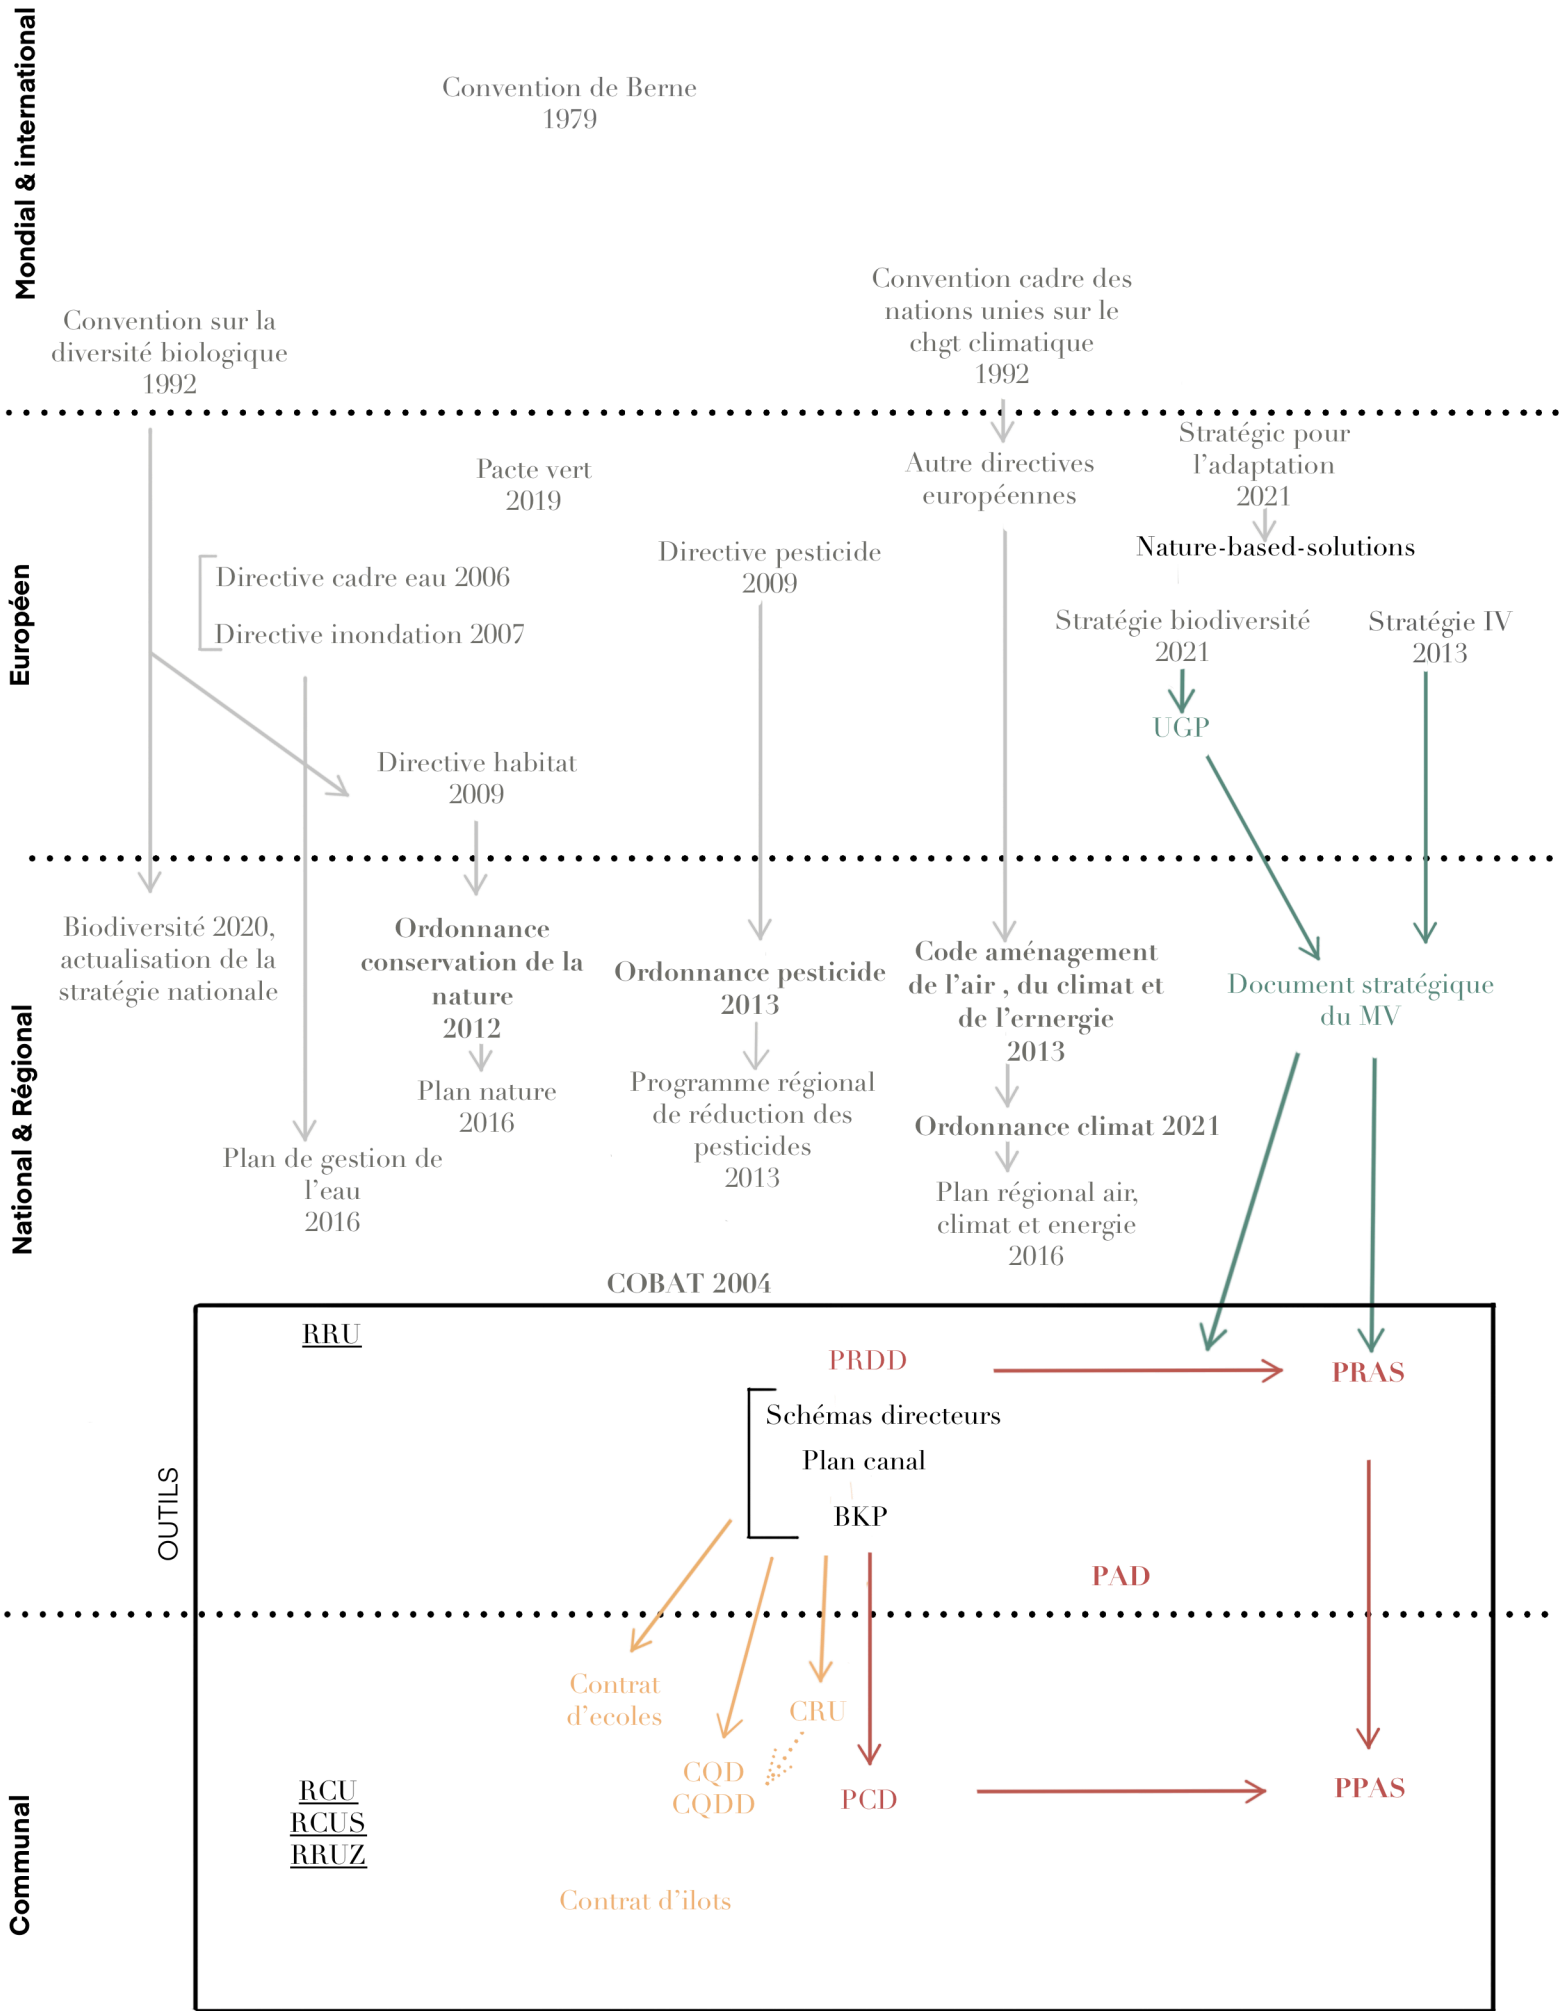 Mondial & international
Convention de Berne
1979
Convention sur la
diversité biologique
1992
Convention cadre des
nations unies sur le
chgt climatique
1992
Européen
Pacte vert
2019
Autre directives
européennes
Stratégic pour
l'adaptation
2021
Nature-based-solutions
Directive cadre eau 2006
Directive inondation 2007
Directive pesticide
2009
Stratégie biodiversité
2021
Stratégie IV
2013
UGP
Directive habitat
2009
National & Régional
Biodiversité 2020,
actualisation de la
stratégie nationale
Ordonnance
conservation de la
nature
2012
Plan nature
2016
Plan de gestion de
l'eau
2016
Ordonnance pesticide
2013
Programme régional
de réduction des
pesticides
2013
Code aménagement
de l'air , du climat et
de l'ernergie
2013
Ordonnance climat 2021
Plan régional air,
climat et energie
2016
Document stratégique
du MV
COBAT 2004
OUTILS
RRU
PRDD
PRAS
Schémas directeurs
Plan canal
BKP
PAD
Communal
Contrat
d'ecoles
CRU
CQD
CQDD
PCD
PPAS
RCU
RCUS
RRUZ
Contrat d'ilots